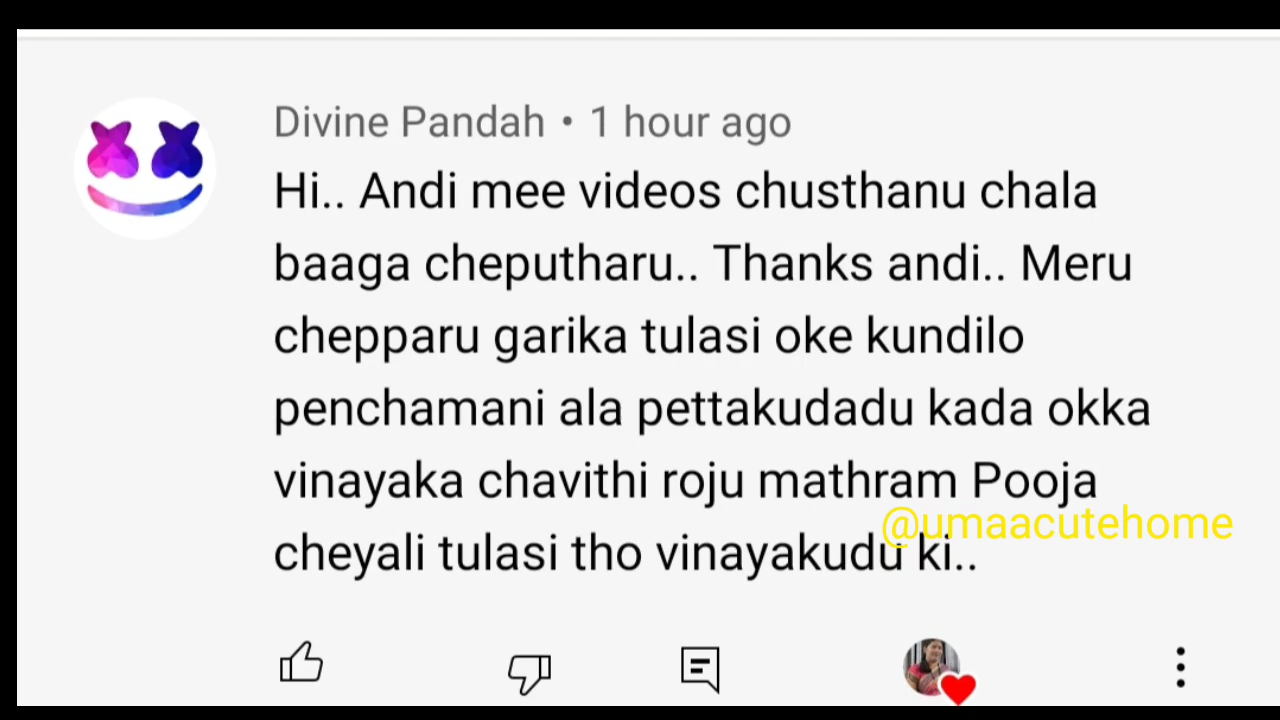 Divine Pandah • 1 hour ago
Hi.. Andi mee videos chusthanu chala
baaga cheputharu.. Thanks andi.. Meru
chepparu garika tulasi oke kundilo
penchamani ala pettakudadu kada okka
vinayaka chavithi roju mathram Pooja
@umaacutehome
cheyali tulasi tho vinayakudu ki..